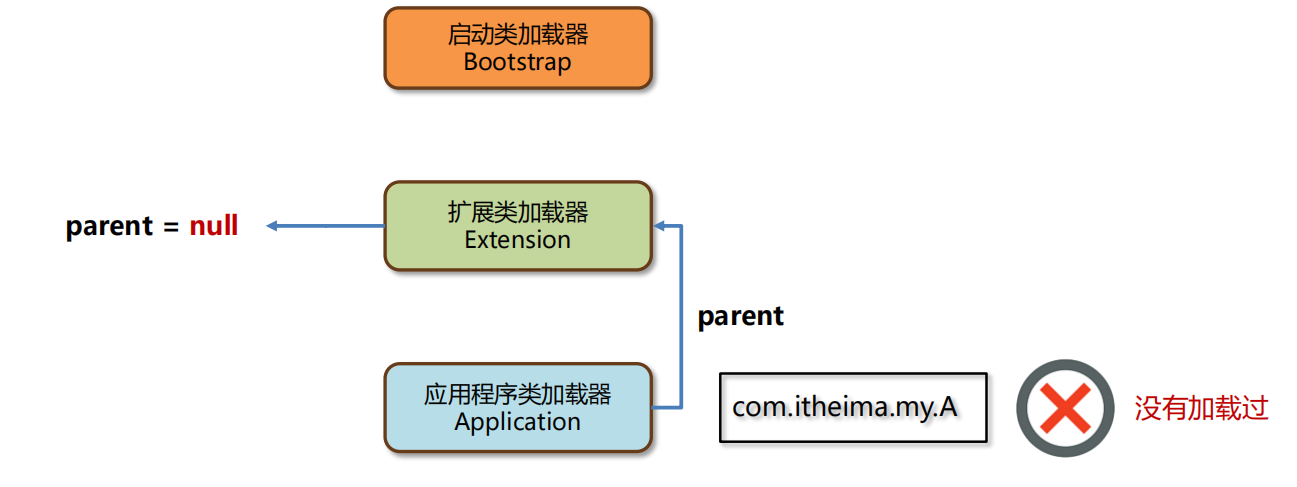 启动类加载器
Bootstrap
扩展类加载器
Extension
parent = null
parent
应用程序类加载器
Application
com.itheima.my.A
没有加载过